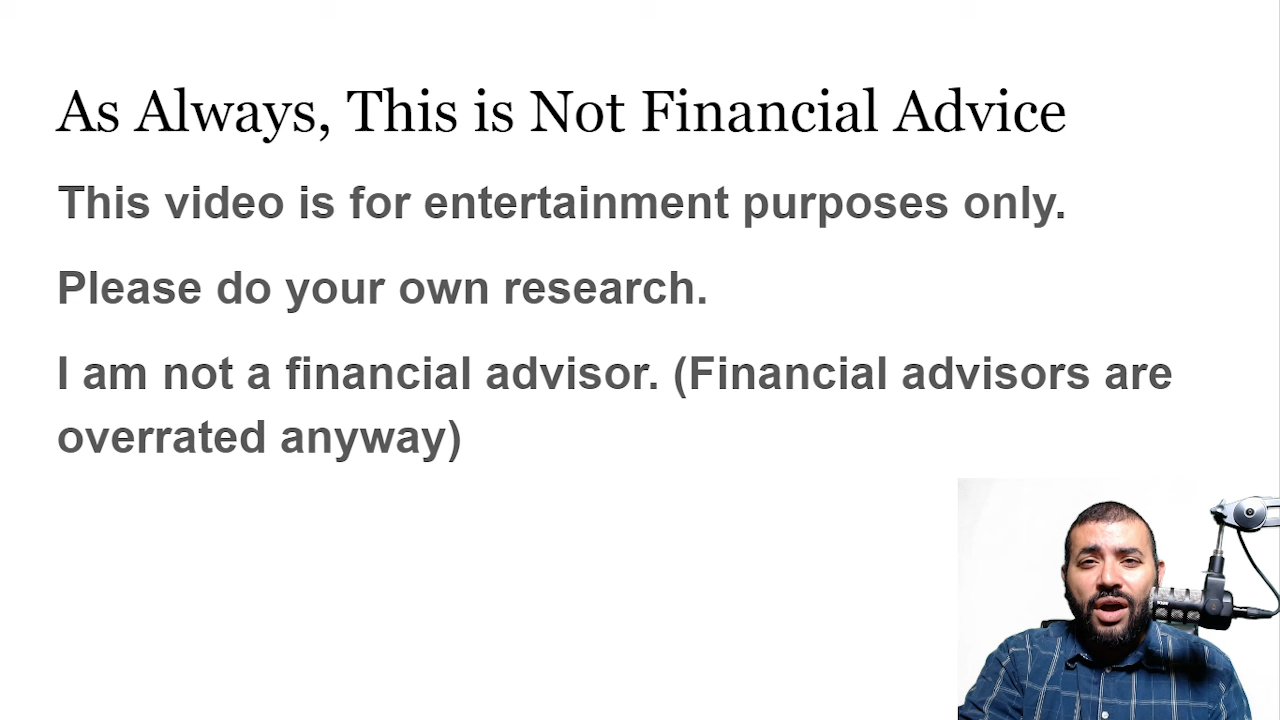 As Always, This is Not Financial Advice
This video is for entertainment purposes only.
Please do your own research.
I am not a financial advisor. (Financial advisors are
overrated anyway)